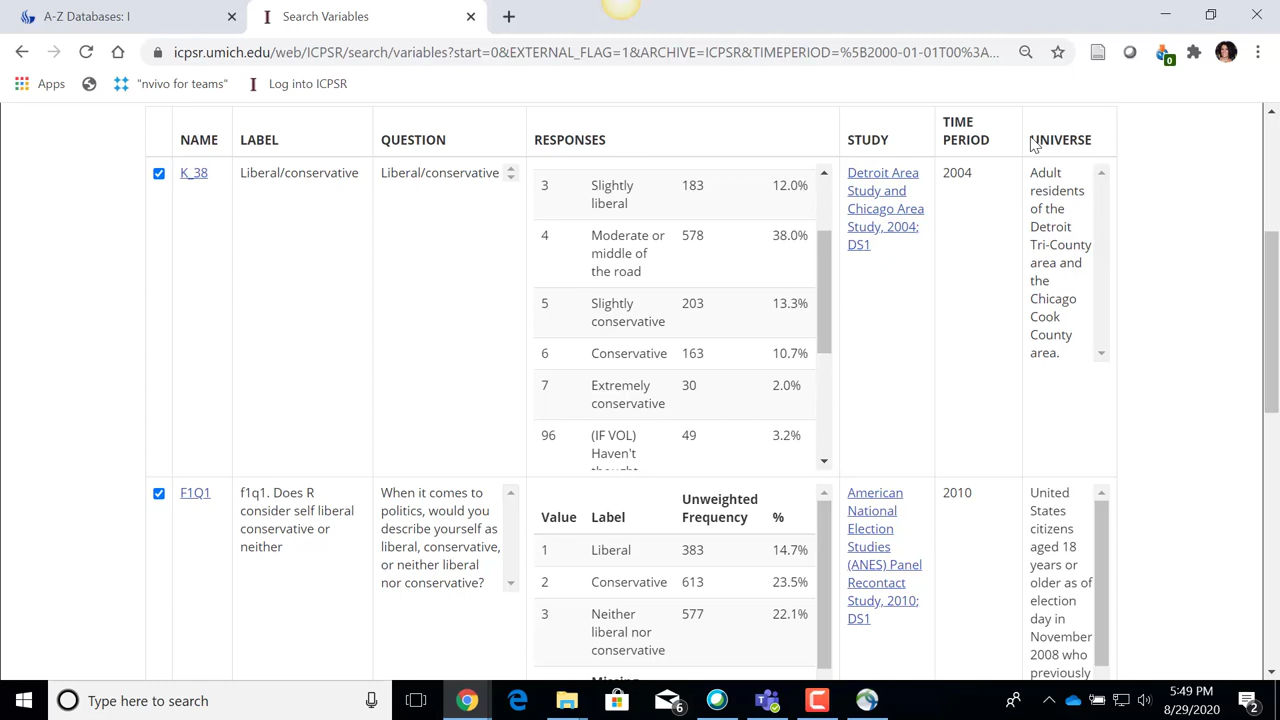 A-Z Databases: I
Search Variables
icpsr.umich.edu/web/ICPSR/search/variables?start=0&EXTERNAL_FLAG=1&ARCHIVE=ICPSR&TIMEPERIOD=%5B2000-01-01T00%3A...
0
Apps
"nvivo for teams"
Log into ICPSR
NAME
LABEL
QUESTION
RESPONSES
STUDY
TIME
PERIOD
UNIVERSE
K_38
Liberal/conservative
Liberal/conservative
3 Slightly 183 12.0%
liberal
4 Moderate or 578 38.0%
middle of
the road
5 Slightly 203 13.3%
conservative
6 Conservative 163 10.7%
7 Extremely 30 2.0%
conservative
96 (IF VOL) 49 3.2%
Haven't
thought
Detroit Area
Study and
Chicago Area
Study, 2004;
DS1
2004
Adult
residents
of the
Detroit
Tri-County
area and
the
Chicago
Cook
County
area.
F1Q1
f1q1. Does R
consider self liberal
conservative or
neither
When it comes to
politics, would you
describe yourself as
liberal, conservative,
or neither liberal
nor conservative?
Unweighted
Value Label Frequency %
1 Liberal 383 14.7%
2 Conservative 613 23.5%
3 Neither 577 22.1%
liberal nor
conservative
American
National
Election
Studies
(ANES) Panel
Recontact
Study, 2010;
DS1
2010
United
States
citizens
aged 18
years or
older as of
election
day in
November
2008 who
previously
Type here to search
6
5:49 PM
8/29/2020
2